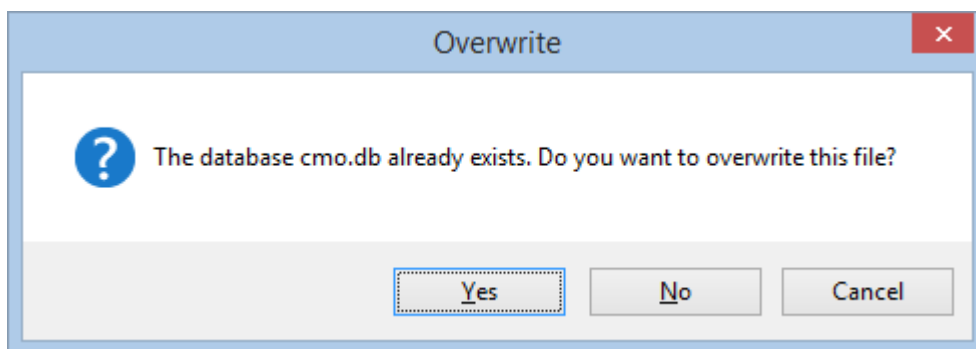 Overwrite
The database cmo.db already exists. Do you want to overwrite this file?
Yes
No
Cancel